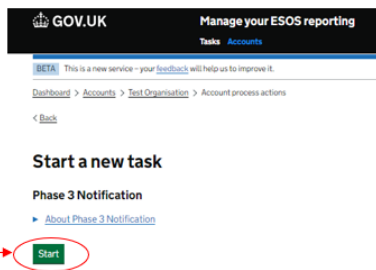 GOV.UK Manage your ESOS reporting
Tasks Accounts
BETA This is a new service – your feedback will help us to improve it.
Dashboard > Accounts > Test Organisation > Account process actions
< Back
Start a new task
Phase 3 Notification
► About Phase 3 Notification
Start